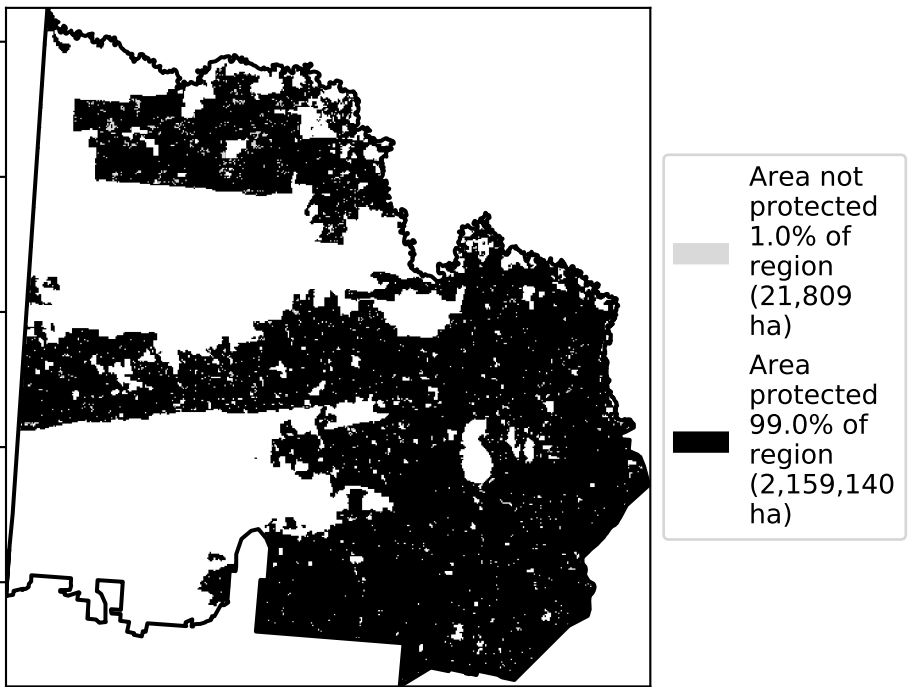 Area not
protected
1.0% of
region
(21,809
ha)
Area
protected
99.0% of
region
(2,159,140
ha)